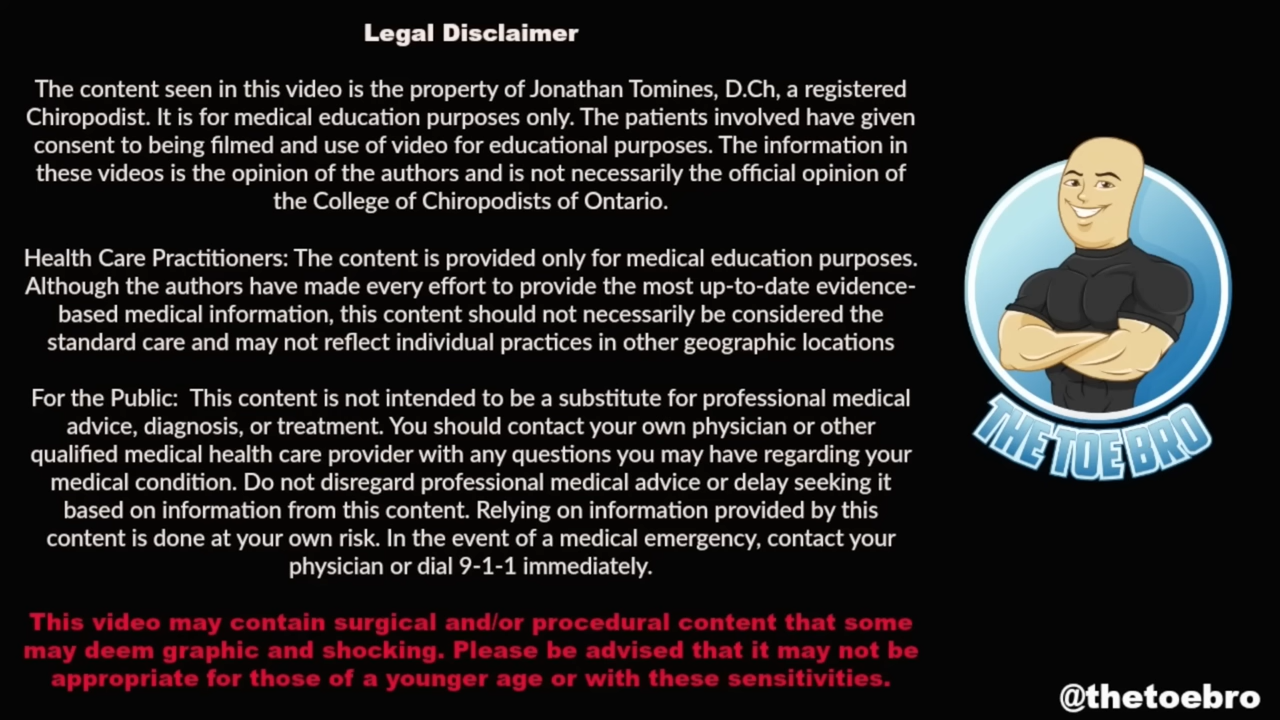 Legal Disclaimer
The content seen in this video is the property of Jonathan Tomines, D.Ch, a registered
Chiropodist. It is for medical education purposes only. The patients involved have given
consent to being filmed and use of video for educational purposes. The information in
these videos is the opinion of the authors and is not necessarily the official opinion of
the College of Chiropodists of Ontario.
Health Care Practitioners: The content is provided only for medical education purposes.
Although the authors have made every effort to provide the most up-to-date evidence-
based medical information, this content should not necessarily be considered the
standard care and may not reflect individual practices in other geographic locations
For the Public:  This content is not intended to be a substitute for professional medical
advice, diagnosis, or treatment. You should contact your own physician or other
qualified medical health care provider with any questions you may have regarding your
medical condition. Do not disregard professional medical advice or delay seeking it
based on information from this content. Relying on information provided by this
content is done at your own risk. In the event of a medical emergency, contact your
physician or dial 9-1-1 immediately.
This video may contain surgical and/or procedural content that some
may deem graphic and shocking. Please be advised that it may not be
appropriate for those of a younger age or with these sensitivities.
THE TOE BRO
@thetoebro